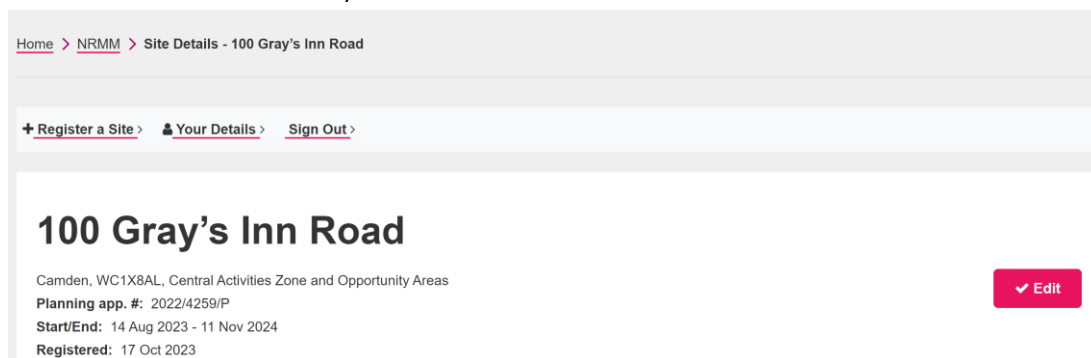 Home > NRMM > Site Details - 100 Gray's Inn Road
+ Register a Site > Your Details > Sign Out >
100 Gray’s Inn Road
Camden, WC1X8AL, Central Activities Zone and Opportunity Areas
Edit
Planning app. #: 2022/4259/P
Start/End: 14 Aug 2023 - 11 Nov 2024
Registered: 17 Oct 2023